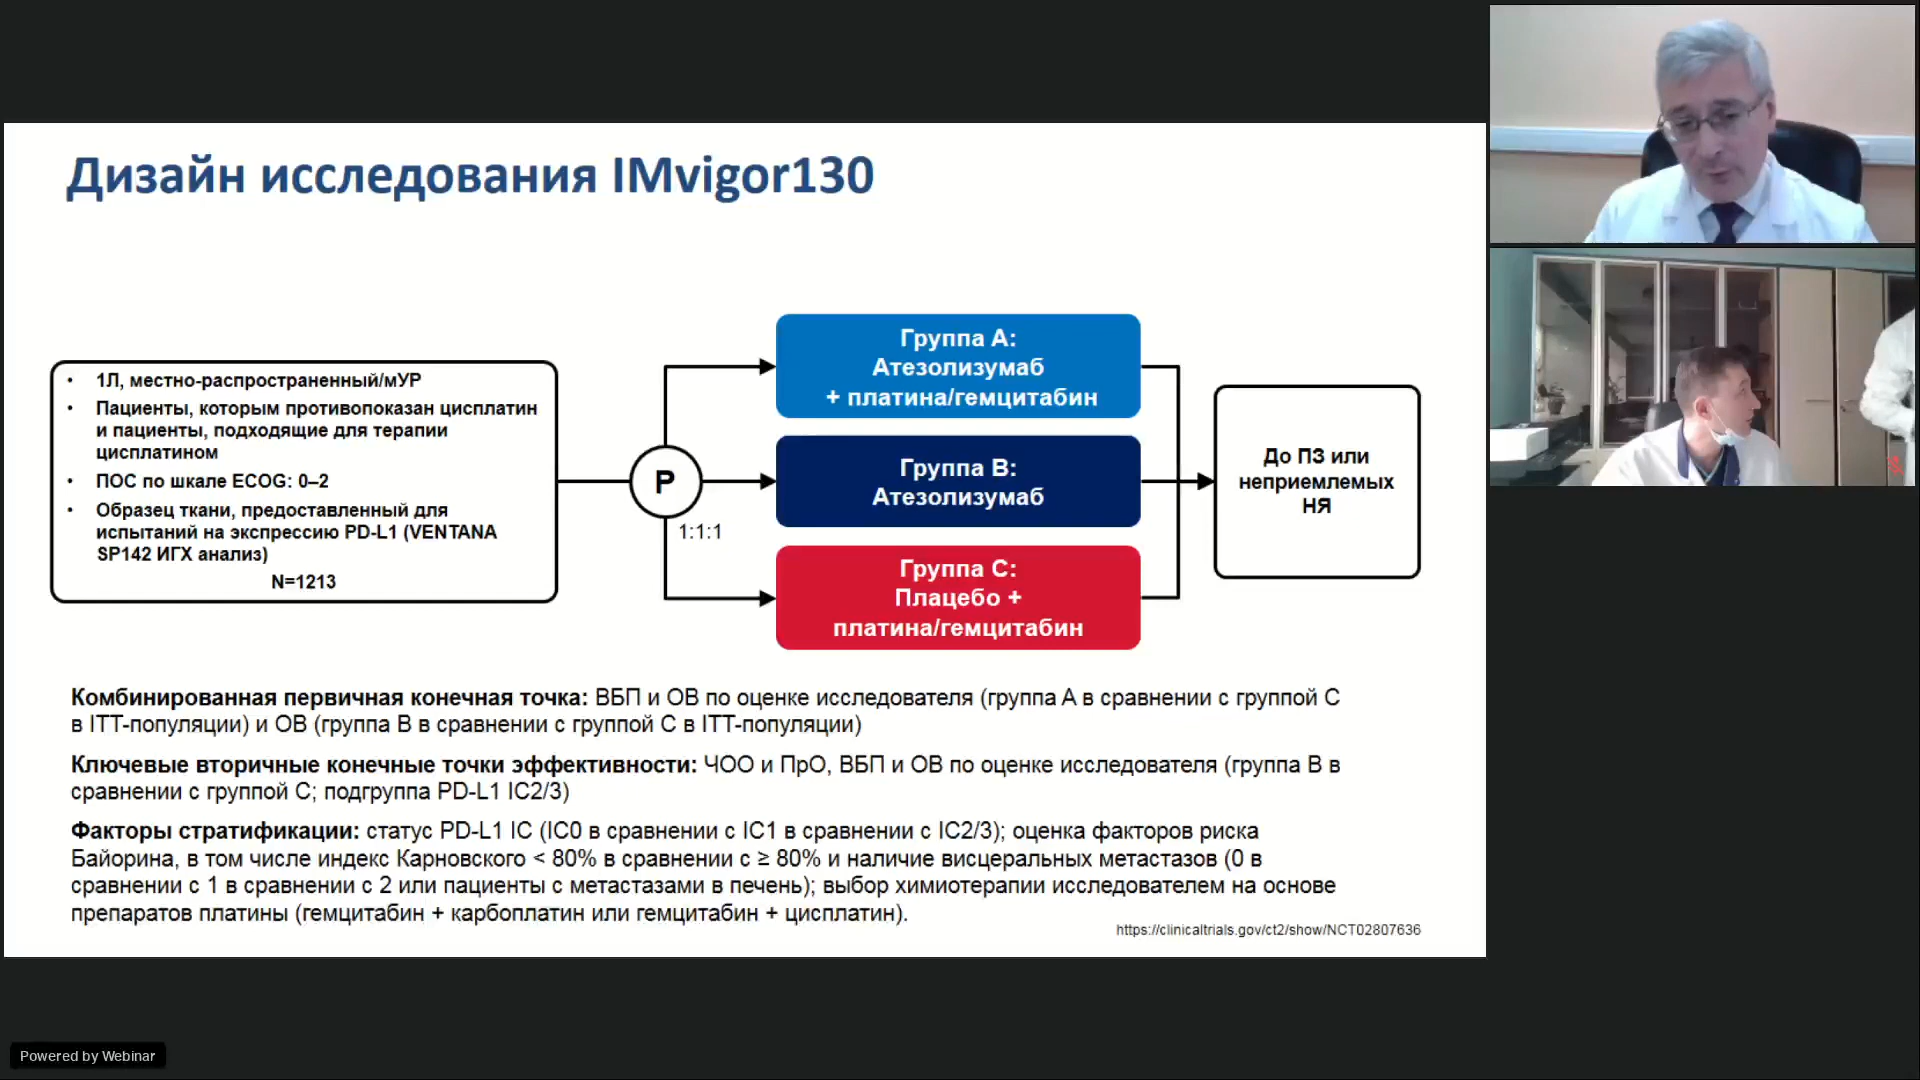 Дизайн исследования IMvigor130
• 1Л, местно-распространенный/мУР
• Пациенты, которым противопоказан цисплатин
и пациенты, подходящие для терапии
цисплатином
• ПОС по шкале ECOG: 0–2
• Образец ткани, предоставленный для
испытаний на экспрессию PD-L1 (VENTANA
SP142 ИГХ анализ)
N=1213
Р
1:1:1
Группа А:
Атезолизумаб
+ платина/гемцитабин
Группа В:
Атезолизумаб
Группа С:
Плацебо +
платина/гемцитабин
До ПЗ или
неприемлемых
НЯ
Комбинированная первичная конечная точка: ВБП и ОВ по оценке исследователя (группа А в сравнении с группой С
в ITT-популяции) и ОВ (группа В в сравнении с группой С в ITT-популяции)
Ключевые вторичные конечные точки эффективности: ЧОО и ПрО, ВБП и ОВ по оценке исследователя (группа В в
сравнении с группой С; подгруппа PD-L1 IC2/3)
Факторы стратификации: статус PD-L1 IC (IC0 в сравнении с IC1 в сравнении с IC2/3); оценка факторов риска
Байорина, в том числе индекс Карновского < 80% в сравнении с ≥ 80% и наличие висцеральных метастазов (0 в
сравнении с 1 в сравнении с 2 или пациенты с метастазами в печень); выбор химиотерапии исследователем на основе
препаратов платины (гемцитабин + карбоплатин или гемцитабин + цисплатин).
https://clinicaltrials.gov/ct2/show/NCT02807636
Powered by Webinar